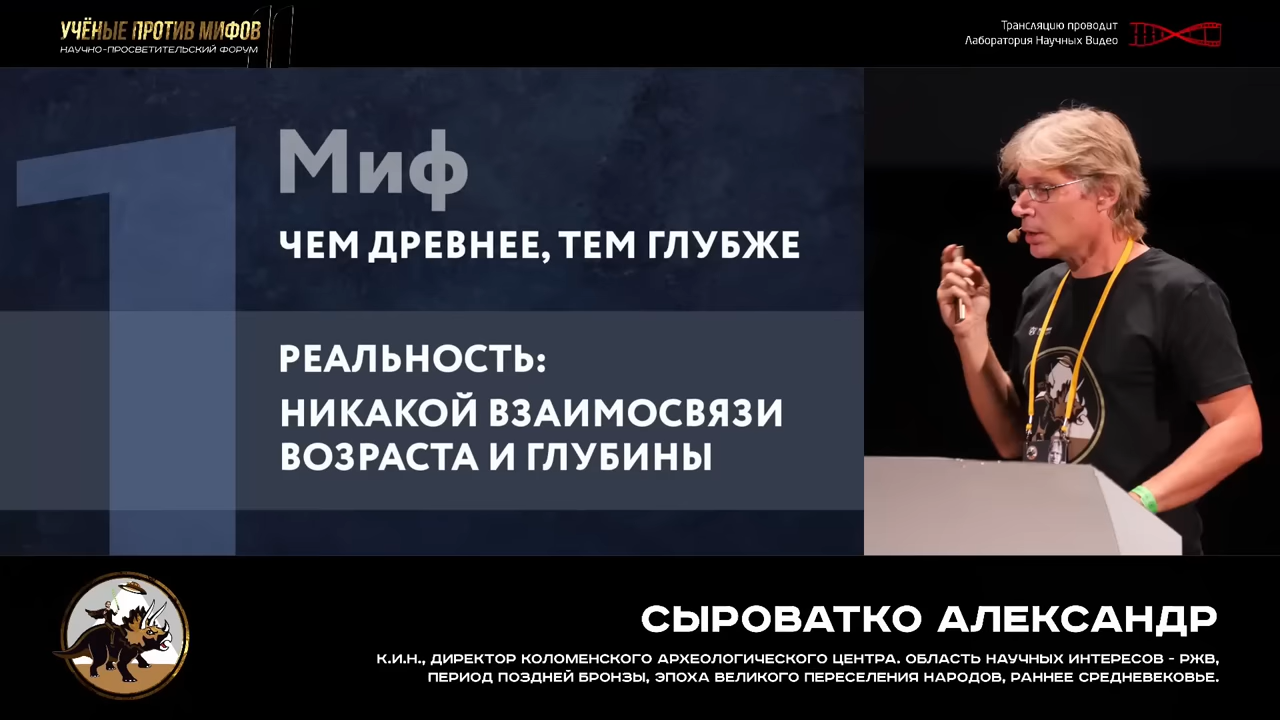 УЧЁНЫЕ ПРОТИВ МИФОВ
НАУЧНО-ПРОСВЕТИТЕЛЬСКИЙ ФОРУМ
11
Трансляцию проводит
Лаборатория Научных Видео
1
Миф
ЧЕМ ДРЕВНЕЕ, ТЕМ ГЛУБЖЕ
РЕАЛЬНОСТЬ:
НИКАКОЙ ВЗАИМОСВЯЗИ
ВОЗРАСТА И ГЛУБИНЫ
СЫРОВАТКО АЛЕКСАНДР
К.И.Н., ДИРЕКТОР КОЛОМЕНСКОГО АРХЕОЛОГИЧЕСКОГО ЦЕНТРА. ОБЛАСТЬ НАУЧНЫХ ИНТЕРЕСОВ - РЖВ,
ПЕРИОД ПОЗДНЕЙ БРОНЗЫ, ЭПОХА ВЕЛИКОГО ПЕРЕСЕЛЕНИЯ НАРОДОВ, РАННЕЕ СРЕДНЕВЕКОВЬЕ.